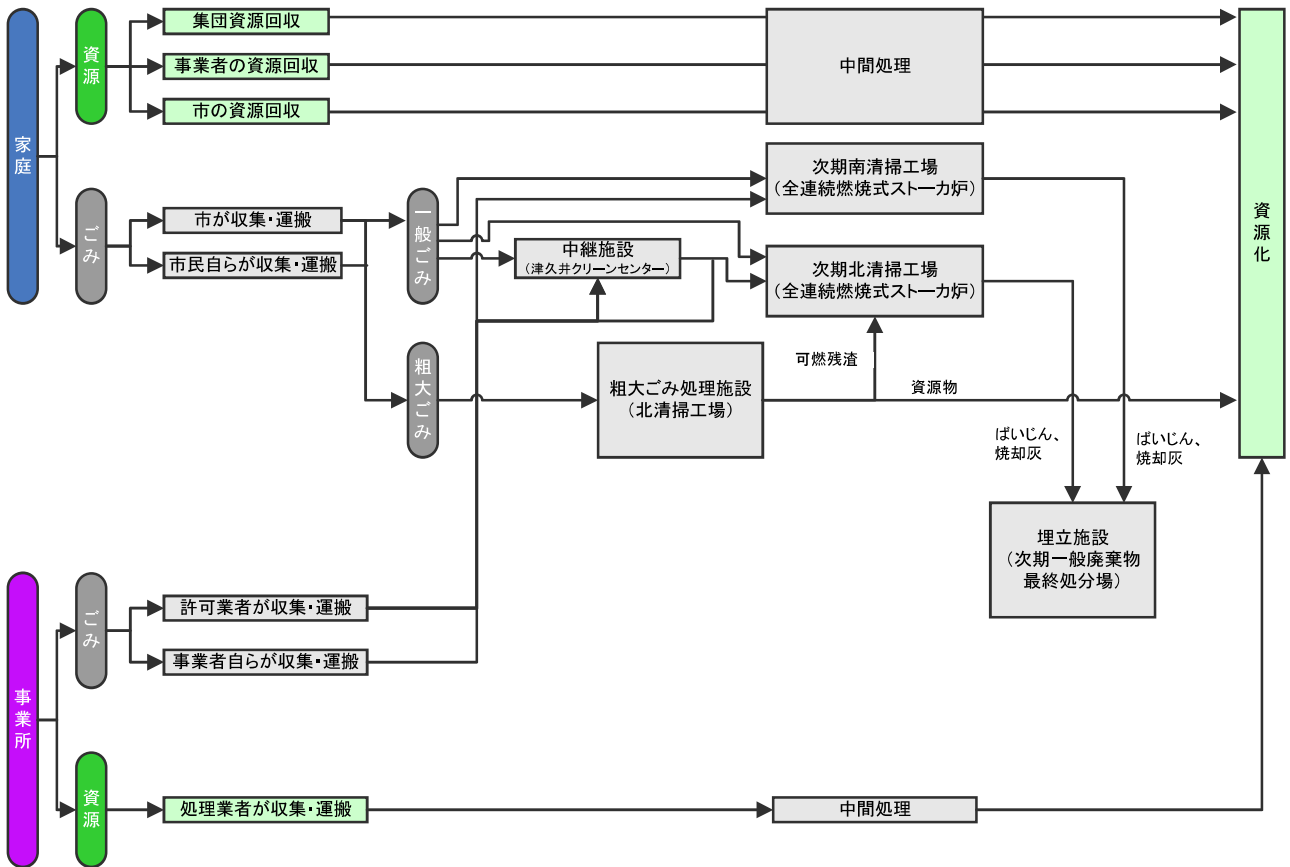 家庭
資源
集団資源回収
事業者の資源回収
市の資源回収
中間処理
資源化
ごみ
市が収集・運搬
市民自らが収集・運搬
一般ごみ
中継施設
（津久井クリーンセンター）
次期南清掃工場
（全連続燃焼式ストーカ炉）
次期北清掃工場
（全連続燃焼式ストーカ炉）
粗大ごみ
粗大ごみ処理施設
（北清掃工場）
可燃残渣
資源物
ばいじん、
焼却灰
ばいじん、
焼却灰
埋立施設
（次期一般廃棄物
最終処分場）
事業所
ごみ
許可業者が収集・運搬
事業者自らが収集・運搬
資源
処理業者が収集・運搬
中間処理